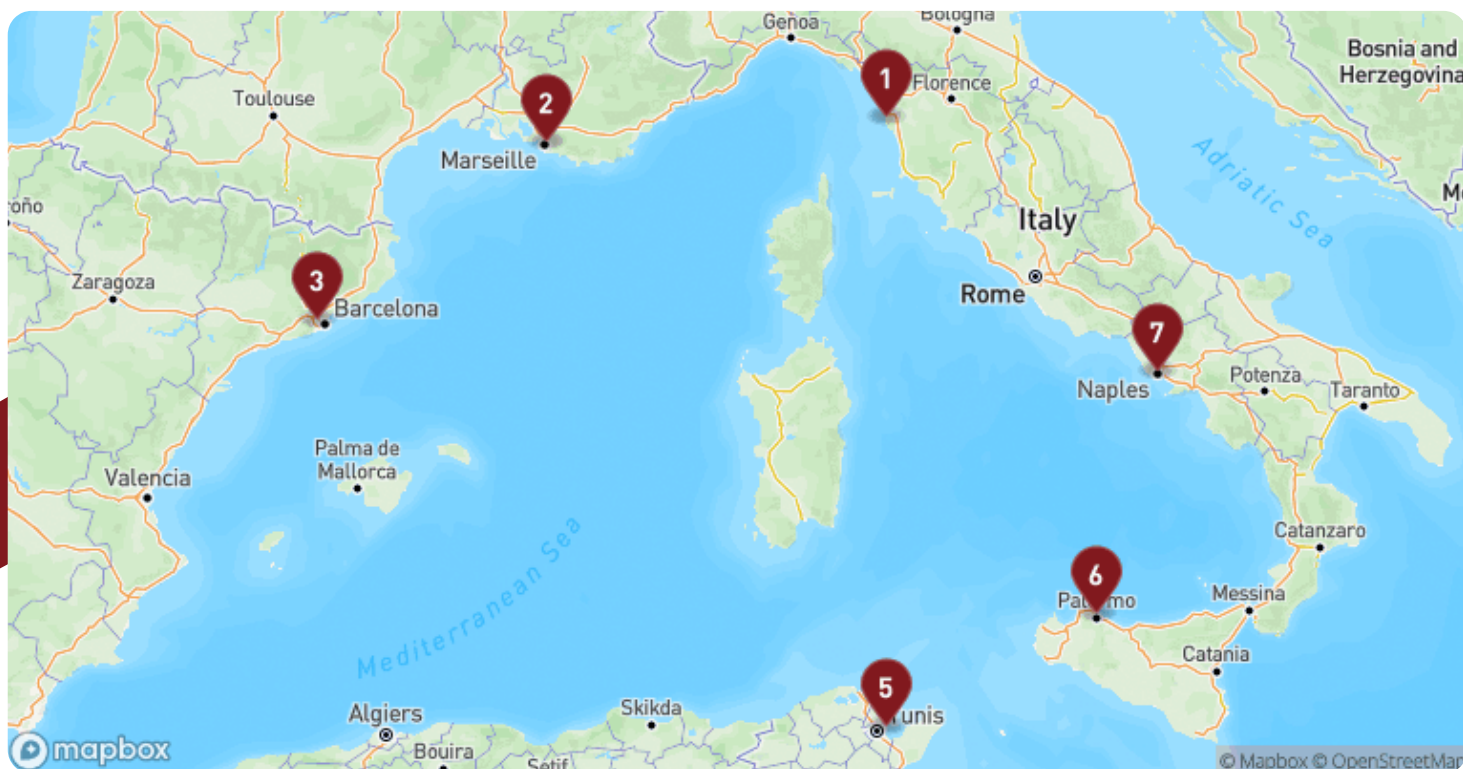 Genoa
Bologna
Bosnia and
Herzegovina
1
Florence
2
Toulouse
Marseille
Adriatic Sea
Italy
3
Zaragoza
Barcelona
Rome
7
Naples
Potenza
Taranto
Palma de
Mallorca
Valencia
Mediterranean Sea
Catanzaro
6
Palermo
Messina
Catania
5
Tunis
Skikda
Algiers
Bouira
Setif
mapbox
© Mapbox © OpenStreetMap